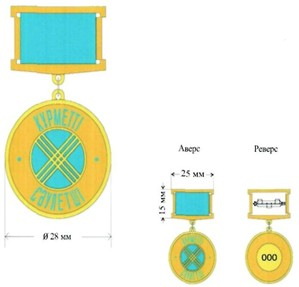 ҚҰРМЕТТІ
СӘУЛЕТШІ
Ø 28 мм
Аверс
Реверс
25 мм
15 мм
000